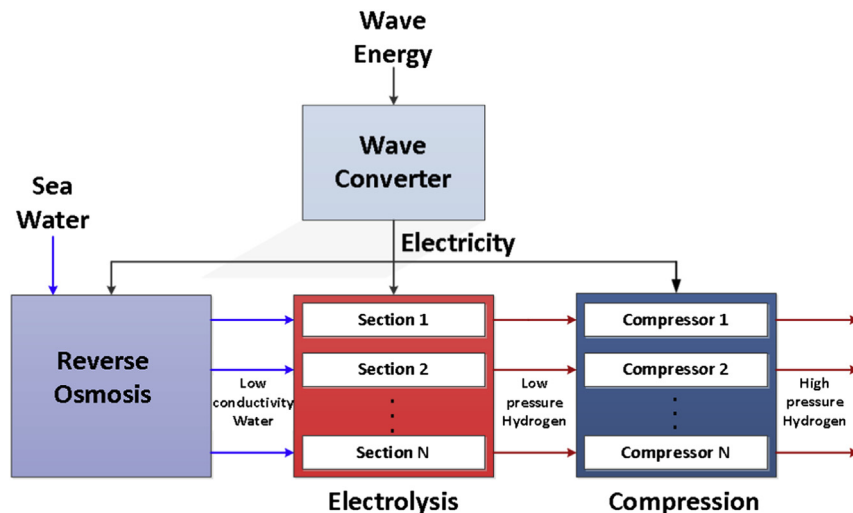 Wave
Energy
Wave
Converter
Sea
Water
Electricity
Reverse
Osmosis
Low
conductivity
Water
Section 1
Section 2
Section N
Electrolysis
Low
pressure
Hydrogen
Compressor 1
Compressor 2
Compressor N
Compression
High
pressure
Hydrogen